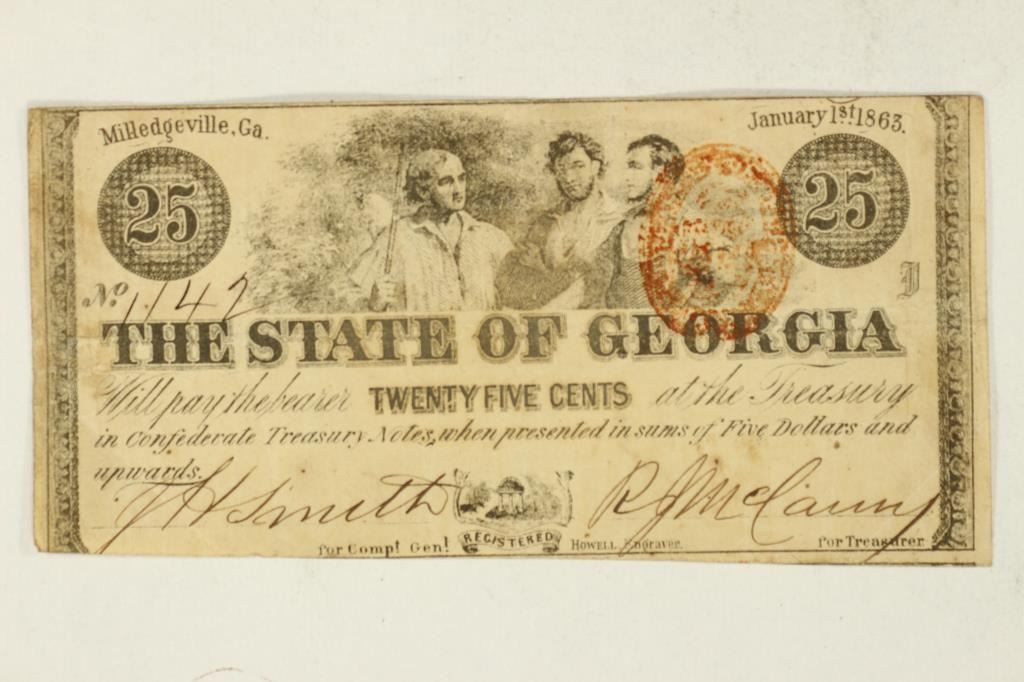 Milledgeville, Ga.
January 1st. 1863.
25
25
No 1142
J
THE STATE OF GEORGIA
Will pay the bearer TWENTY FIVE CENTS at the Treasury
in Confederate Treasury Notes, when presented in sums of Five Dollars and
upwards.
J H Smith
R J McCamy
for Compt Genl
REGISTERED
HOWELL Engraver.
for Treasurer